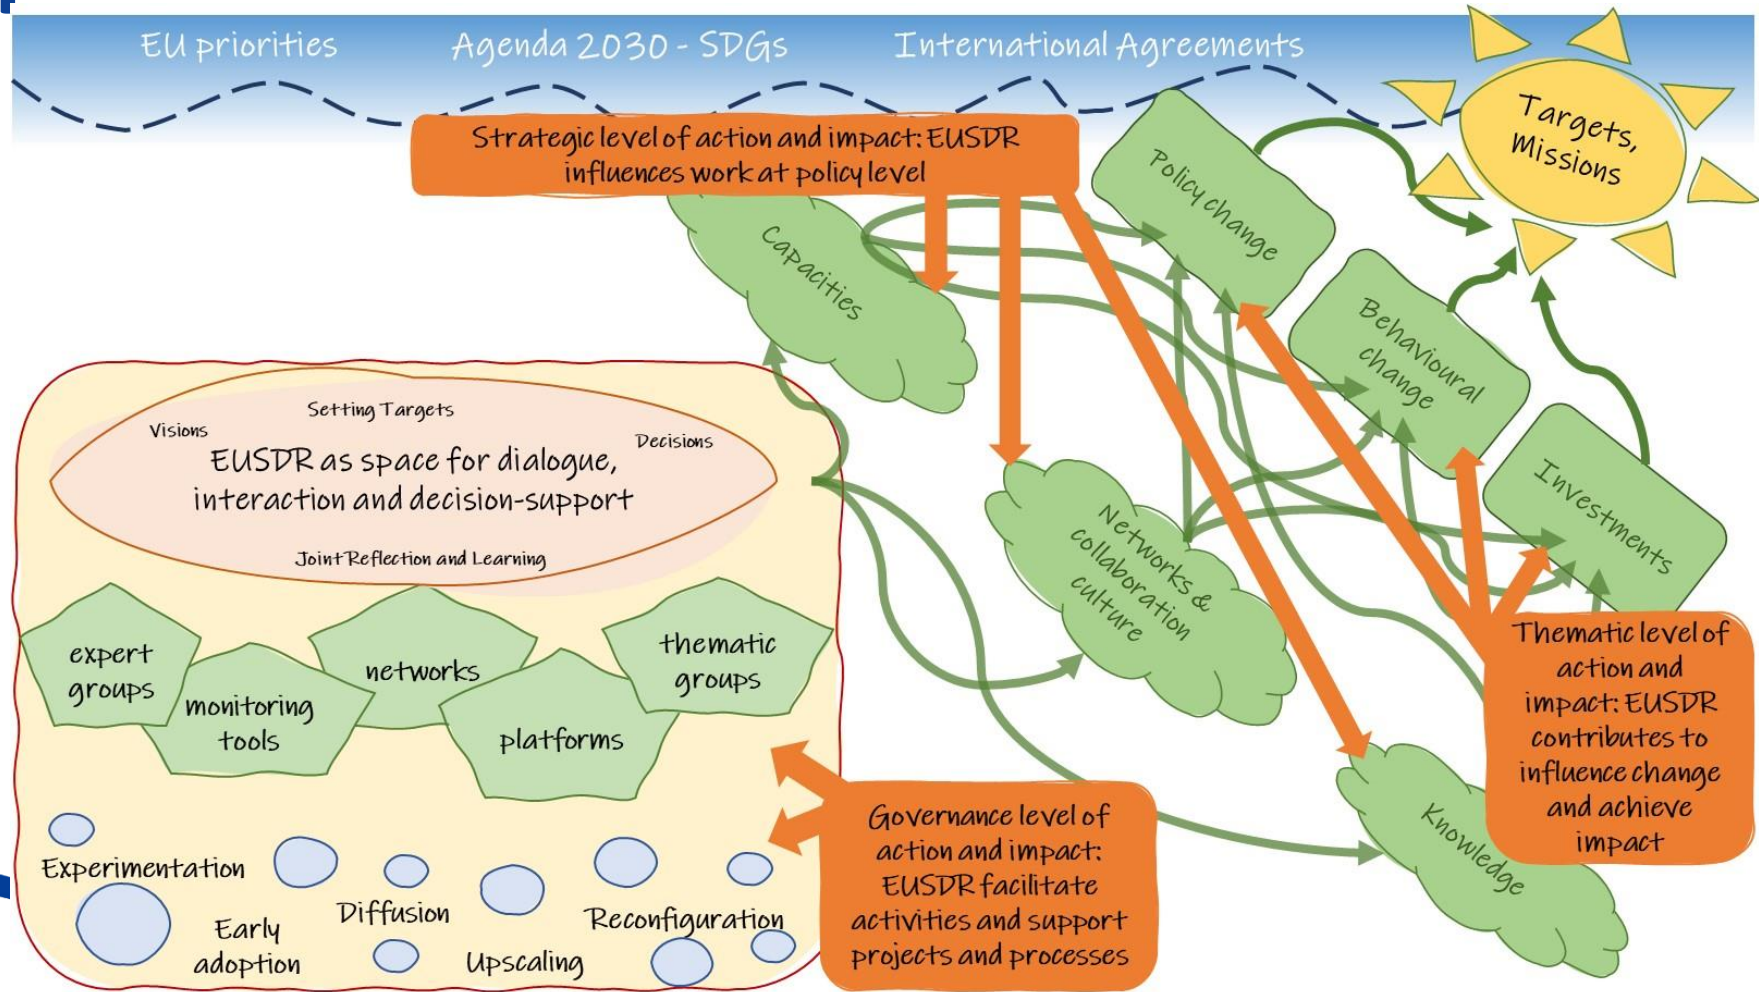 EU priorities
Agenda 2030 - SDGs
International Agreements
Targets,
Missions
Strategic level of action and impact: EUSDR
influences work at policy level
Policy change
Capacities
Behavioural
change
Investments
Networks &
collaboration
culture
Knowledge
Setting Targets
Visions
Decisions
EUSDR as space for dialogue,
interaction and decision-support
Joint Reflection and Learning
expert
groups
monitoring
tools
networks
platforms
thematic
groups
Experimentation
Early
adoption
Diffusion
Upscaling
Reconfiguration
Governance level of
action and impact:
EUSDR facilitate
activities and support
projects and processes
Thematic level of
action and
impact: EUSDR
contributes to
influence change
and achieve
impact